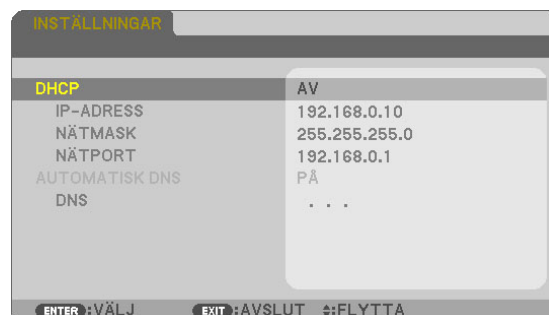 INSTÄLLNINGAR
DHCP AV
IP-ADRESS 192.168.0.10
NÄTMASK 255.255.255.0
NÄTPORT 192.168.0.1
AUTOMATISK DNS PÅ
DNS . . .
ENTER :VÄLJ EXIT :AVSLUT :FLYTTA